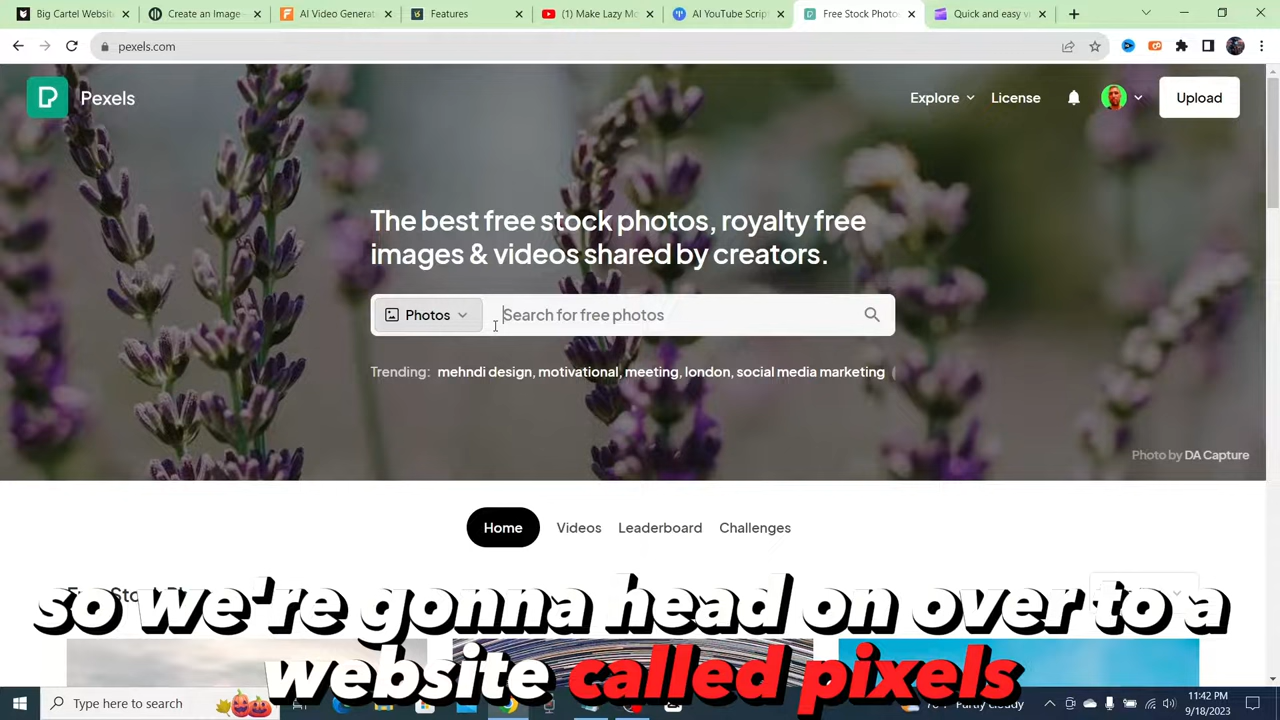 Big Cartel Websit
Create an Image
AI Video Generat
Features
(1) Make Lazy Mo
AI YouTube Scrip
Free Stock Photo
Quick and easy v
pexels.com
Pexels
Explore
License
Upload
The best free stock photos, royalty free
images & videos shared by creators.
Photos
Search for free photos
Trending: mehndi design, motivational, meeting, london, social media marketing
Photo by DA Capture
Home
Videos
Leaderboard
Challenges
so we're gonna head on over to a
website called pixels
Type here to search
cloudy
11:42 PM
9/18/2023